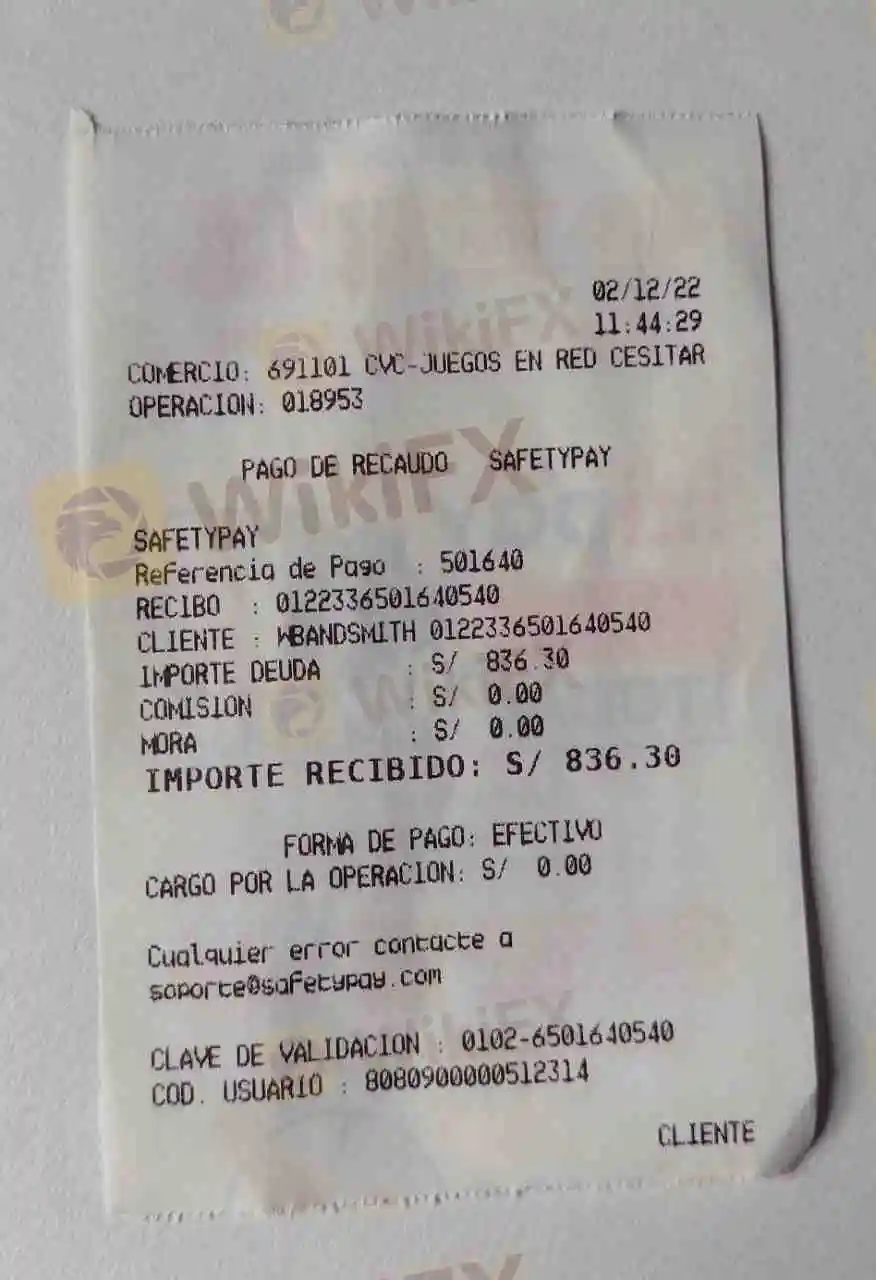 02/12/22
11:44:29
COMERCIO: 691101 CVC-JUEGOS EN RED CESITAR
OPERACION: 018953
PAGO DE RECAUDO SAFETYPAY
WikiFX
SAFETYPAY
Referencia de Pago : 501640
RECIBO : 0122336501640540
CLIENTE : WBANDSMITH 0122336501640540
IMPORTE DEUDA : S/ 836.30
COMISION : S/ 0.00
MORA : S/ 0.00
IMPORTE RECIBIDO: S/ 836.30
FORMA DE PAGO: EFECTIVO
CARGO POR LA OPERACION: S/ 0.00
Cualquier error contacte a
soporte@safetypay.com
CLAVE DE VALIDACION : 0102-6501640540
COD. USUARIO : 8080900000512314
CLIENTE